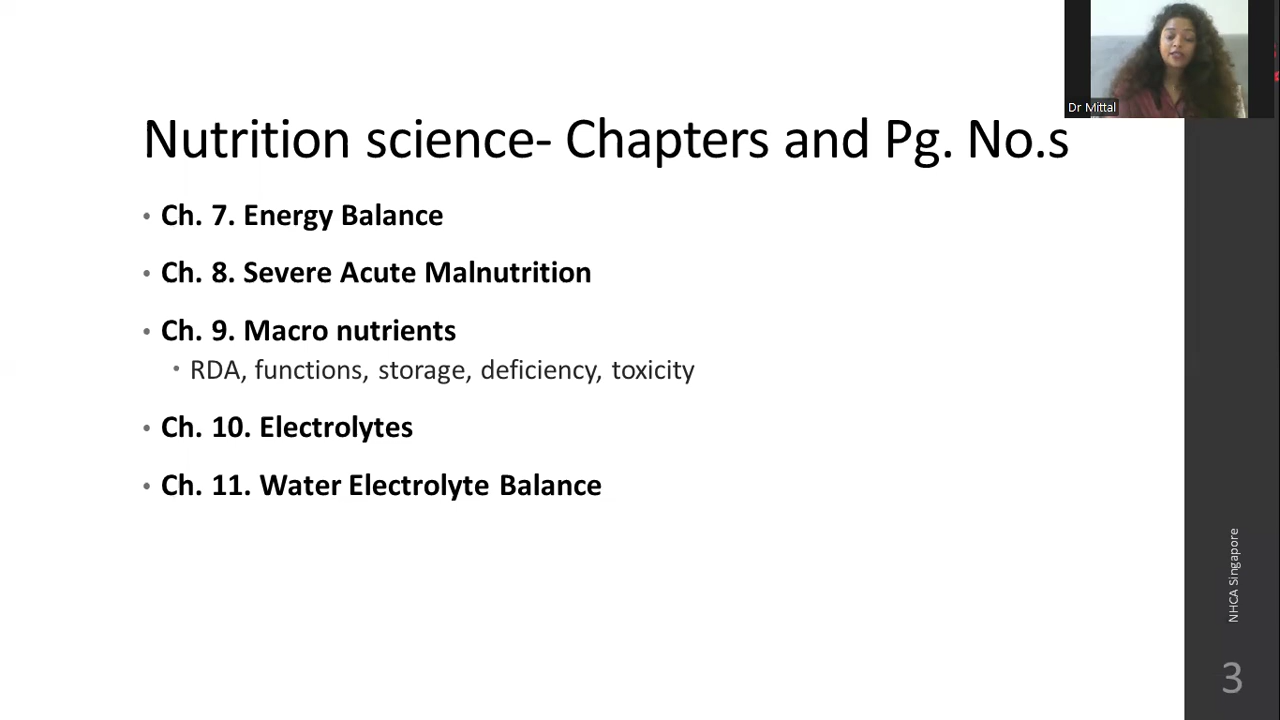 Dr Mittal
Nutrition science- Chapters and Pg. No.s
• Ch. 7. Energy Balance
• Ch. 8. Severe Acute Malnutrition
• Ch. 9. Macro nutrients
• RDA, functions, storage, deficiency, toxicity
• Ch. 10. Electrolytes
• Ch. 11. Water Electrolyte Balance
NHCA Singapore
3